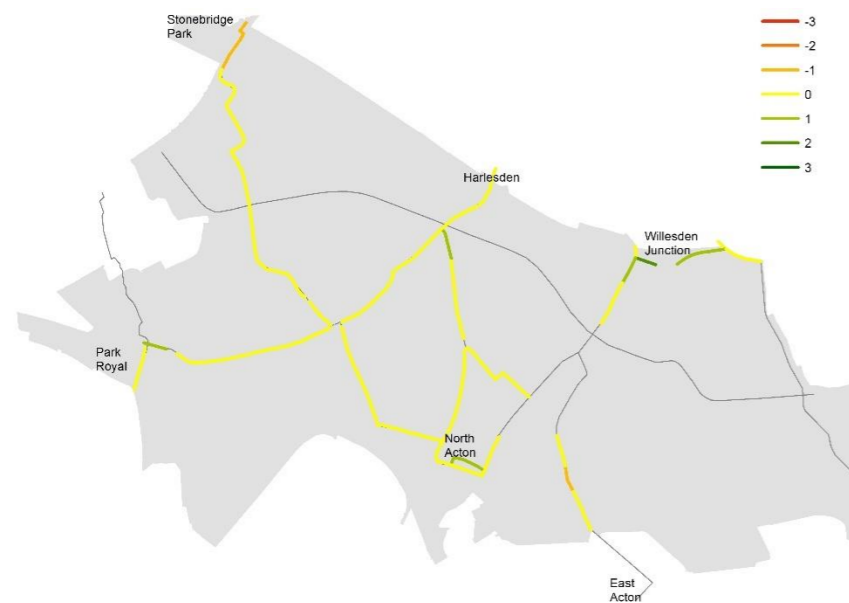 Stonebridge
Park
-3
-2
-1
0
1
2
3
Harlesden
Willesden
Junction
Park
Royal
North
Acton
East
Acton